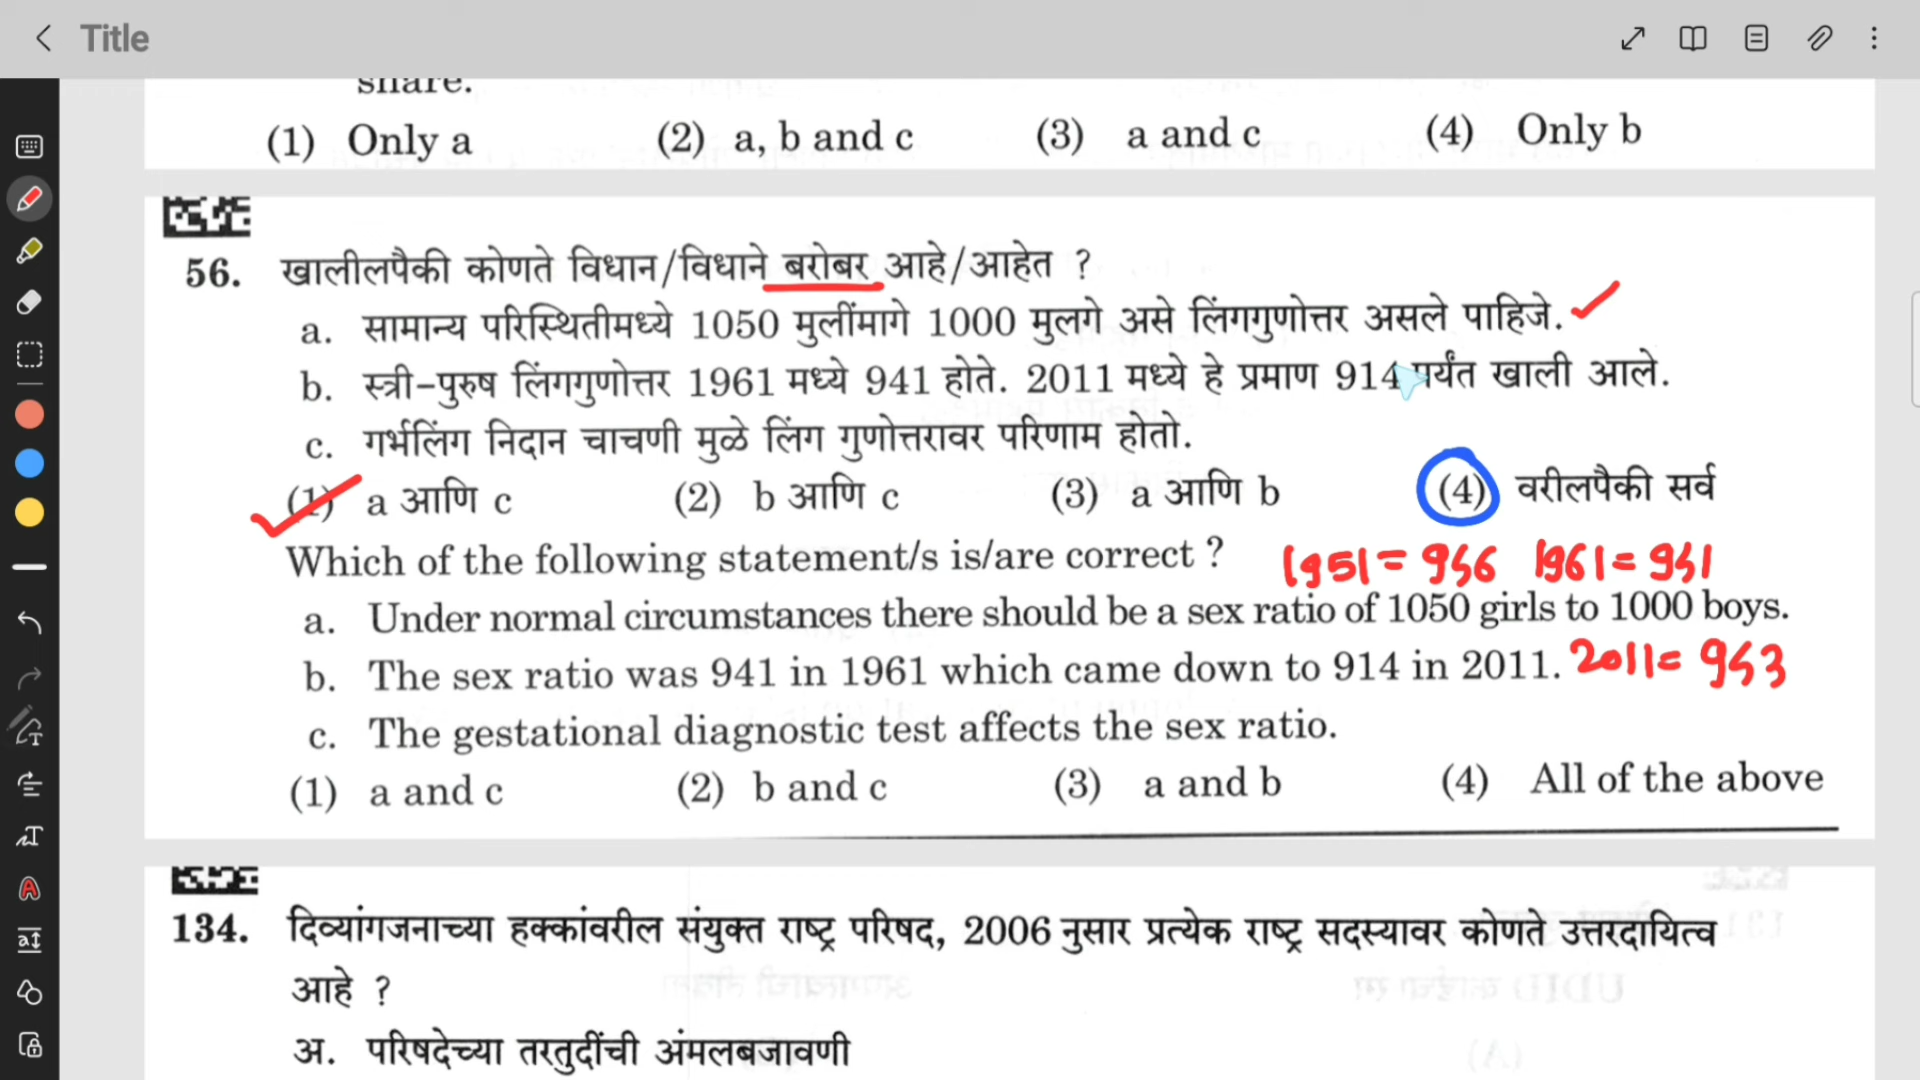 Title
share.
(1) Only a (2) a, b and c (3) a and c (4) Only b
56. खालीलपैकी कोणते विधान/विधाने बरोबर आहे/आहेत ?
a. सामान्य परिस्थितीमध्ये 1050 मुलींमागे 1000 मुलगे असे लिंगगुणोत्तर असले पाहिजे.
b. स्त्री-पुरुष लिंगगुणोत्तर 1961 मध्ये 941 होते. 2011 मध्ये हे प्रमाण 914 पर्यंत खाली आले.
c. गर्भलिंग निदान चाचणी मुळे लिंग गुणोत्तरावर परिणाम होतो.
(1) a आणि c (2) b आणि c (3) a आणि b (4) वरीलपैकी सर्व
Which of the following statement/s is/are correct ? 1951 = 946 1961 = 941
a. Under normal circumstances there should be a sex ratio of 1050 girls to 1000 boys.
b. The sex ratio was 941 in 1961 which came down to 914 in 2011. 2011 = 943
c. The gestational diagnostic test affects the sex ratio.
(1) a and c (2) b and c (3) a and b (4) All of the above
134. दिव्यांगजनाच्या हक्कांवरील संयुक्त राष्ट्र परिषद, 2006 नुसार प्रत्येक राष्ट्र सदस्यावर कोणते उत्तरदायित्व
आहे ?
अ. परिषदेच्या तरतुदींची अंमलबजावणी